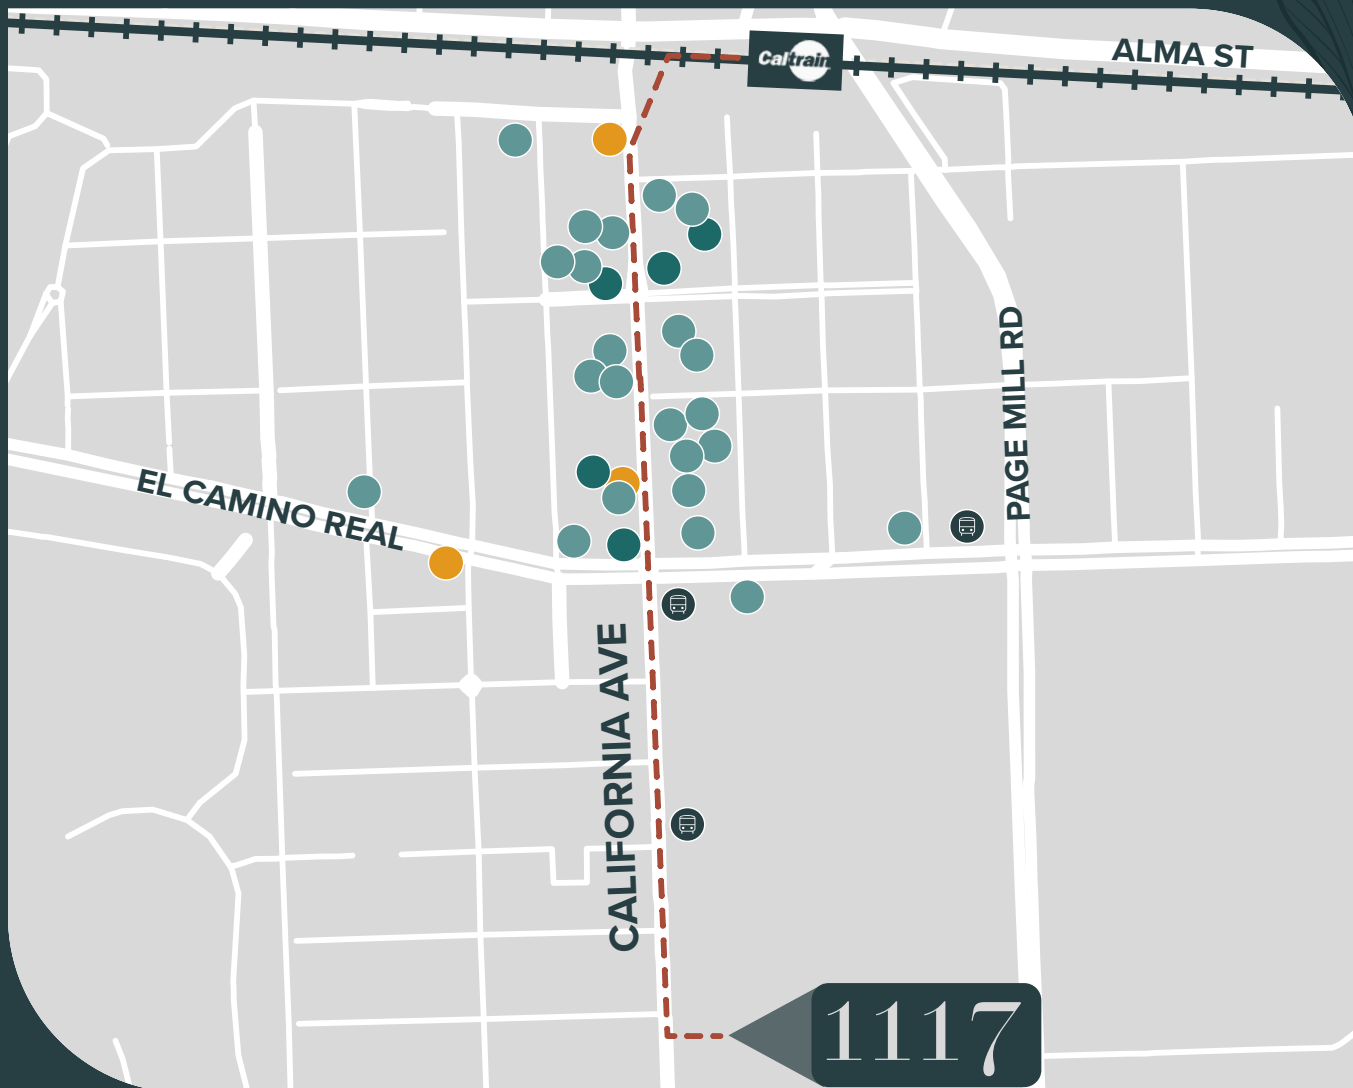 Caltrain
ALMA ST
PAGE MILL RD
EL CAMINO REAL
CALIFORNIA AVE
1117